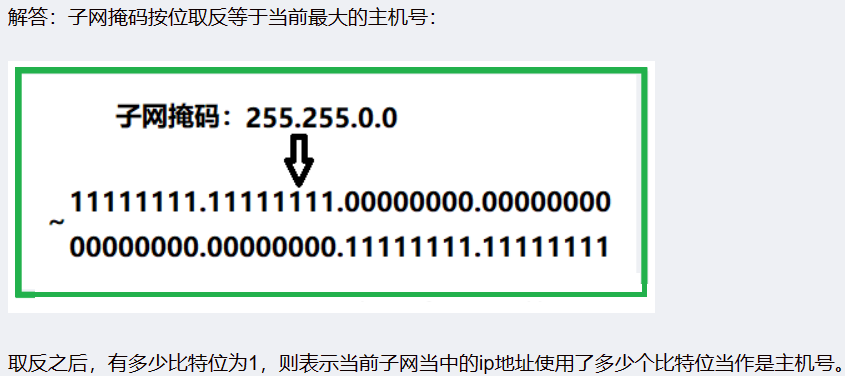 解答：子网掩码按位取反等于当前最大的主机号：
子网掩码：255.255.0.0
11111111.11111111.00000000.00000000
~
00000000.00000000.11111111.11111111
取反之后，有多少比特位为1，则表示当前子网当中的ip地址使用了多少个比特位当作是主机号。